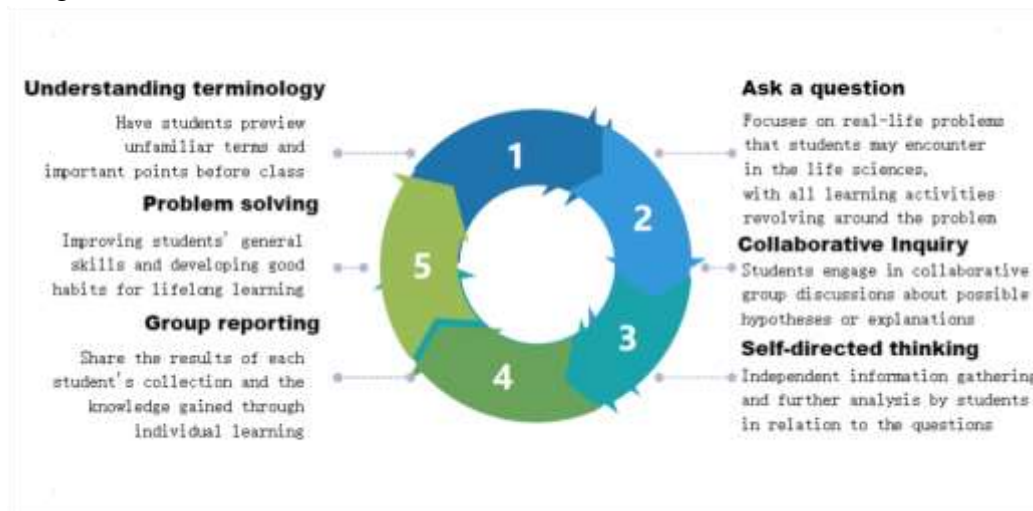 Understanding terminology
Have students preview
unfamiliar terms and
important points before class
Problem solving
Improving students' general
skills and developing good
habits for lifelong learning
Group reporting
Share the results of each
student's collection and the
knowledge gained through
individual learning
1
2
3
4
5
Ask a question
Focuses on real-life problems
that students may encounter
in the life sciences,
with all learning activities
revolving around the problem
Collaborative Inquiry
Students engage in collaborative
group discussions about possible
hypotheses or explanations
Self-directed thinking
Independent information gathering
and further analysis by students
in relation to the questions